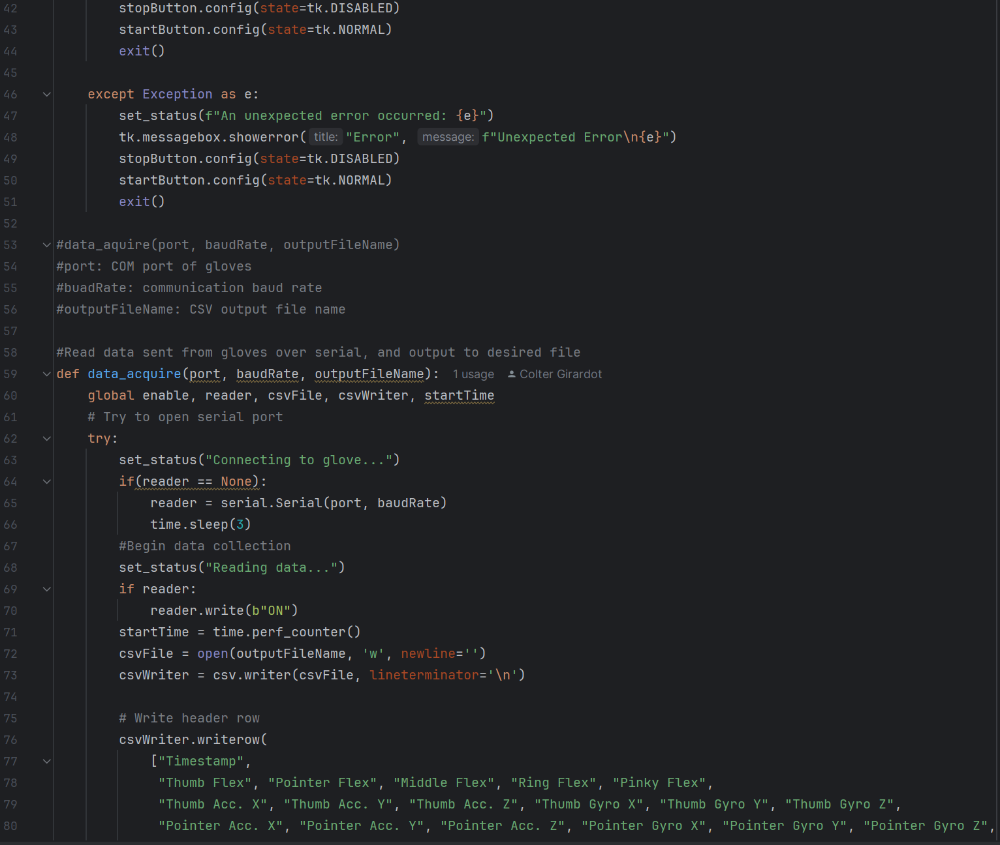 42 stopButton.config(state=tk.DISABLED)
43 startButton.config(state=tk.NORMAL)
44 exit()
45
46 except Exception as e:
47 set_status(f"An unexpected error occurred: {e}")
48 tk.messagebox.showerror( title: "Error", message: f"Unexpected Error\n{e}")
49 stopButton.config(state=tk.DISABLED)
50 startButton.config(state=tk.NORMAL)
51 exit()
52
53 #data_aquire(port, baudRate, outputFileName)
54 #port: COM port of gloves
55 #buadRate: communication baud rate
56 #outputFileName: CSV output file name
57
58 #Read data sent from gloves over serial, and output to desired file
59 def data_acquire(port, baudRate, outputFileName): 1 usage Colter Girardot
60 global enable, reader, csvFile, csvWriter, startTime
61 # Try to open serial port
62 try:
63 set_status("Connecting to glove...")
64 if(reader == None):
65 reader = serial.Serial(port, baudRate)
66 time.sleep(3)
67 #Begin data collection
68 set_status("Reading data...")
69 if reader:
70 reader.write(b"ON")
71 startTime = time.perf_counter()
72 csvFile = open(outputFileName, 'w', newline='')
73 csvWriter = csv.writer(csvFile, lineterminator='\n')
74
75 # Write header row
76 csvWriter.writerow(
77 ["Timestamp",
78 "Thumb Flex", "Pointer Flex", "Middle Flex", "Ring Flex", "Pinky Flex",
79 "Thumb Acc. X", "Thumb Acc. Y", "Thumb Acc. Z", "Thumb Gyro X", "Thumb Gyro Y", "Thumb Gyro Z",
80 "Pointer Acc. X", "Pointer Acc. Y", "Pointer Acc. Z", "Pointer Gyro X", "Pointer Gyro Y", "Pointer Gyro Z",